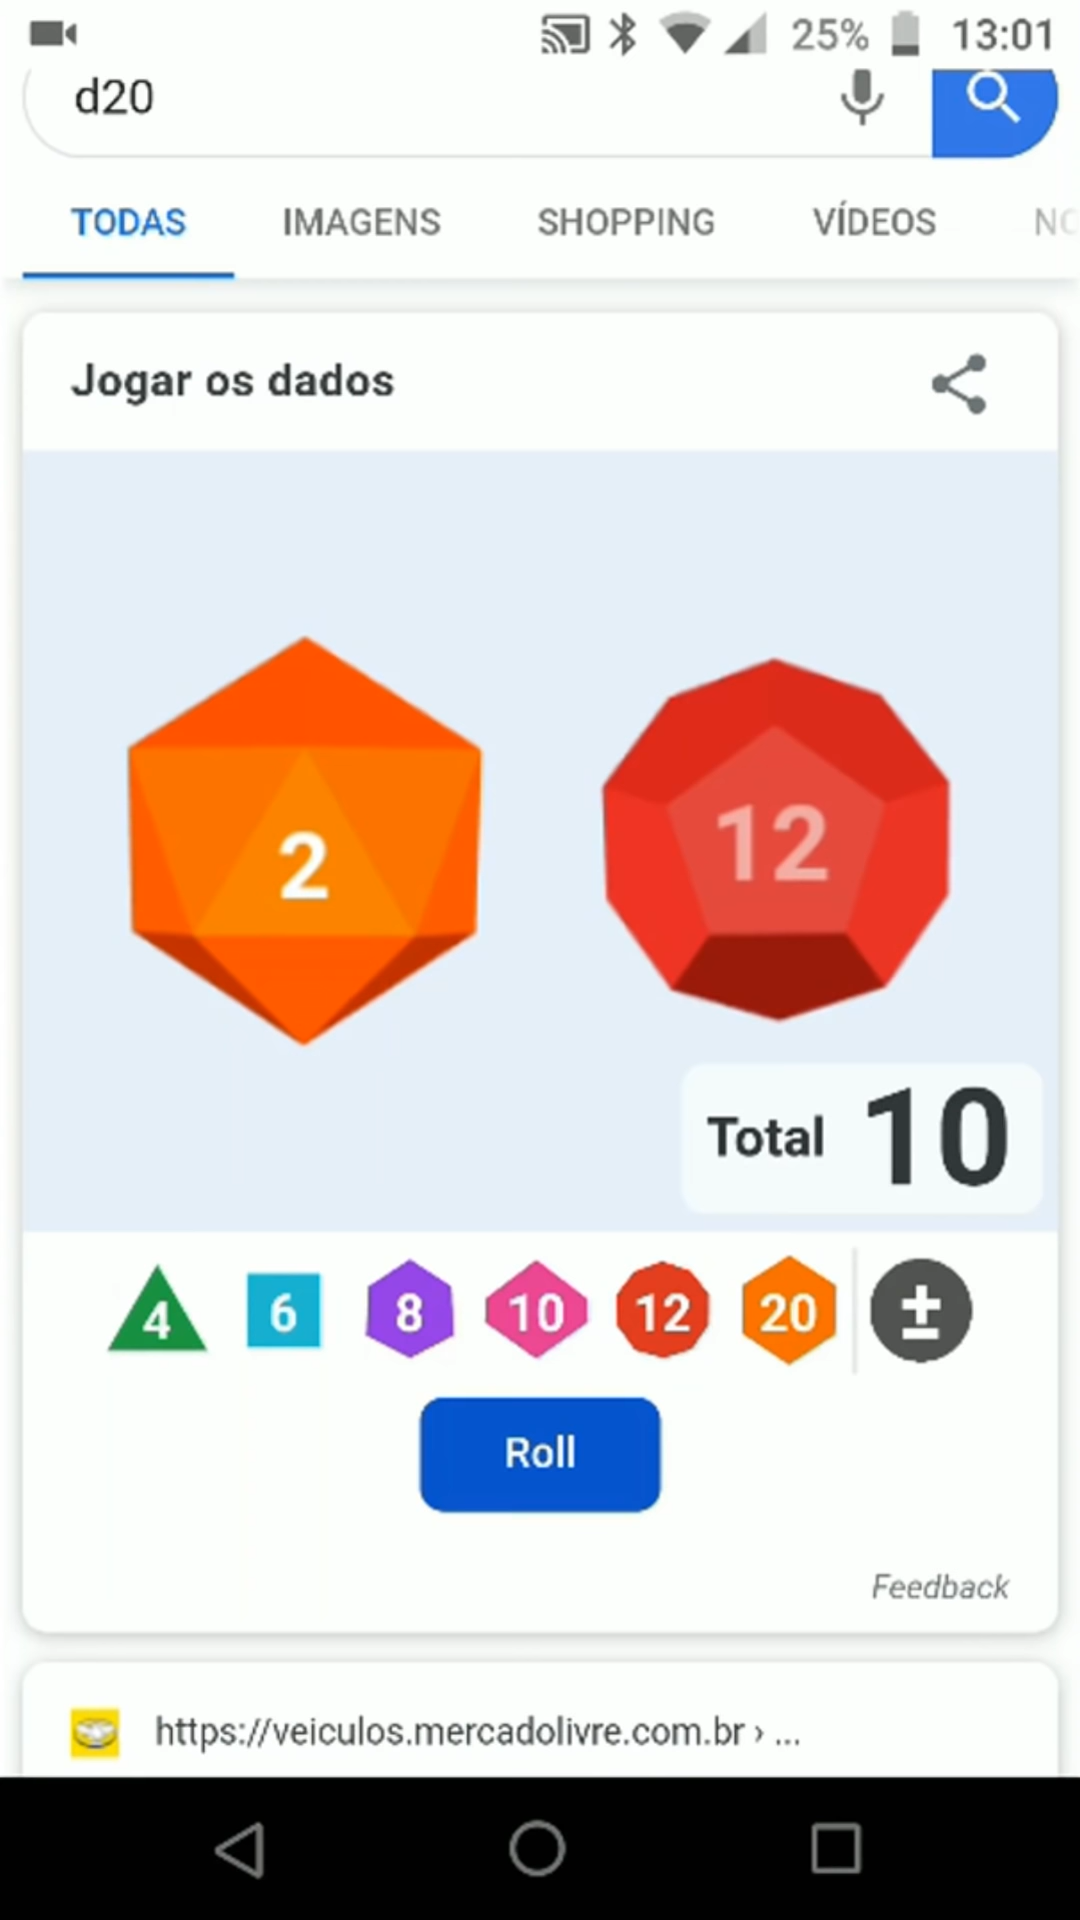 25% 13:01
d20
TODAS IMAGENS SHOPPING VÍDEOS NO
Jogar os dados
2 12
Total 10
4 6 8 10 12 20 ±
Roll
Feedback
https://veiculos.mercadolivre.com.br › ...